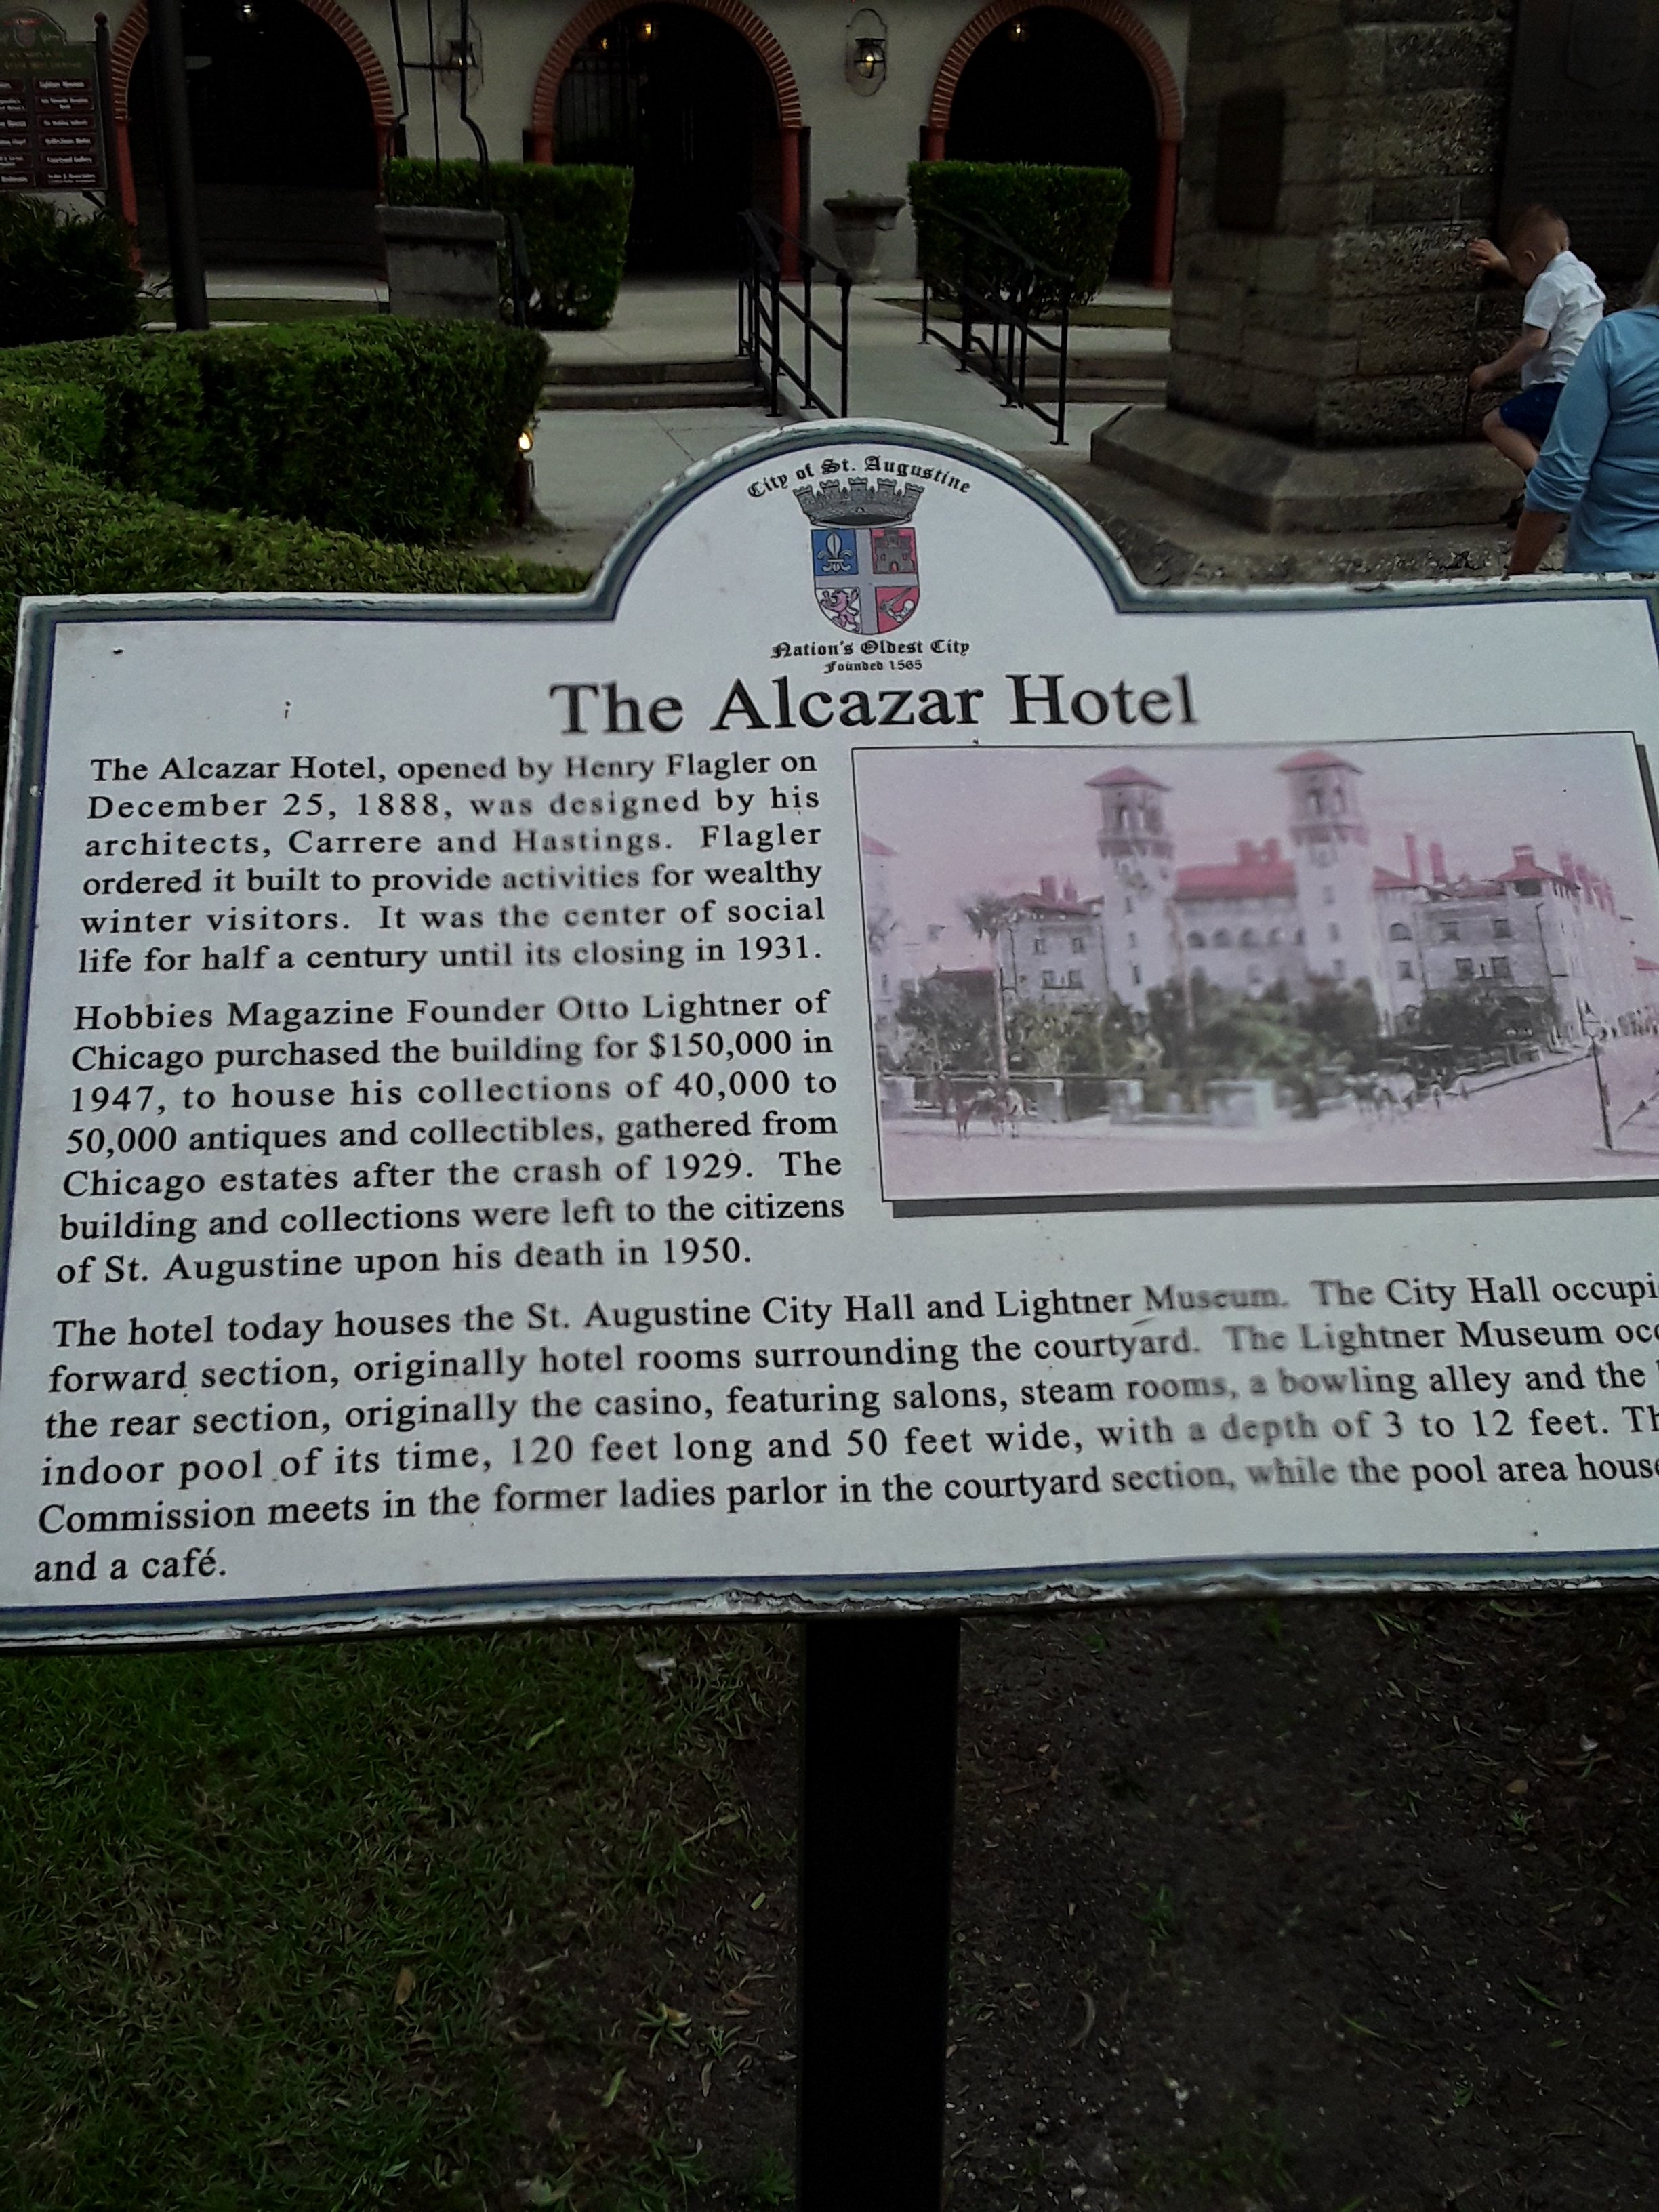 City of St. Augustine
Nation's Oldest City
Founded 1565
The Alcazar Hotel
The Alcazar Hotel, opened by Henry Flagler on
December 25, 1888, was designed by his
architects, Carrere and Hastings. Flagler
ordered it built to provide activities for wealthy
winter visitors. It was the center of social
life for half a century until its closing in 1931.
Hobbies Magazine Founder Otto Lightner of
Chicago purchased the building for $150,000 in
1947, to house his collections of 40,000 to
50,000 antiques and collectibles, gathered from
Chicago estates after the crash of 1929. The
building and collections were left to the citizens
of St. Augustine upon his death in 1950.
The hotel today houses the St. Augustine City Hall and Lightner Museum. The City Hall occupi
forward section, originally hotel rooms surrounding the courtyard. The Lightner Museum occ
the rear section, originally the casino, featuring salons, steam rooms, a bowling alley and the
indoor pool of its time, 120 feet long and 50 feet wide, with a depth of 3 to 12 feet. Th
Commission meets in the former ladies parlor in the courtyard section, while the pool area house
and a café.